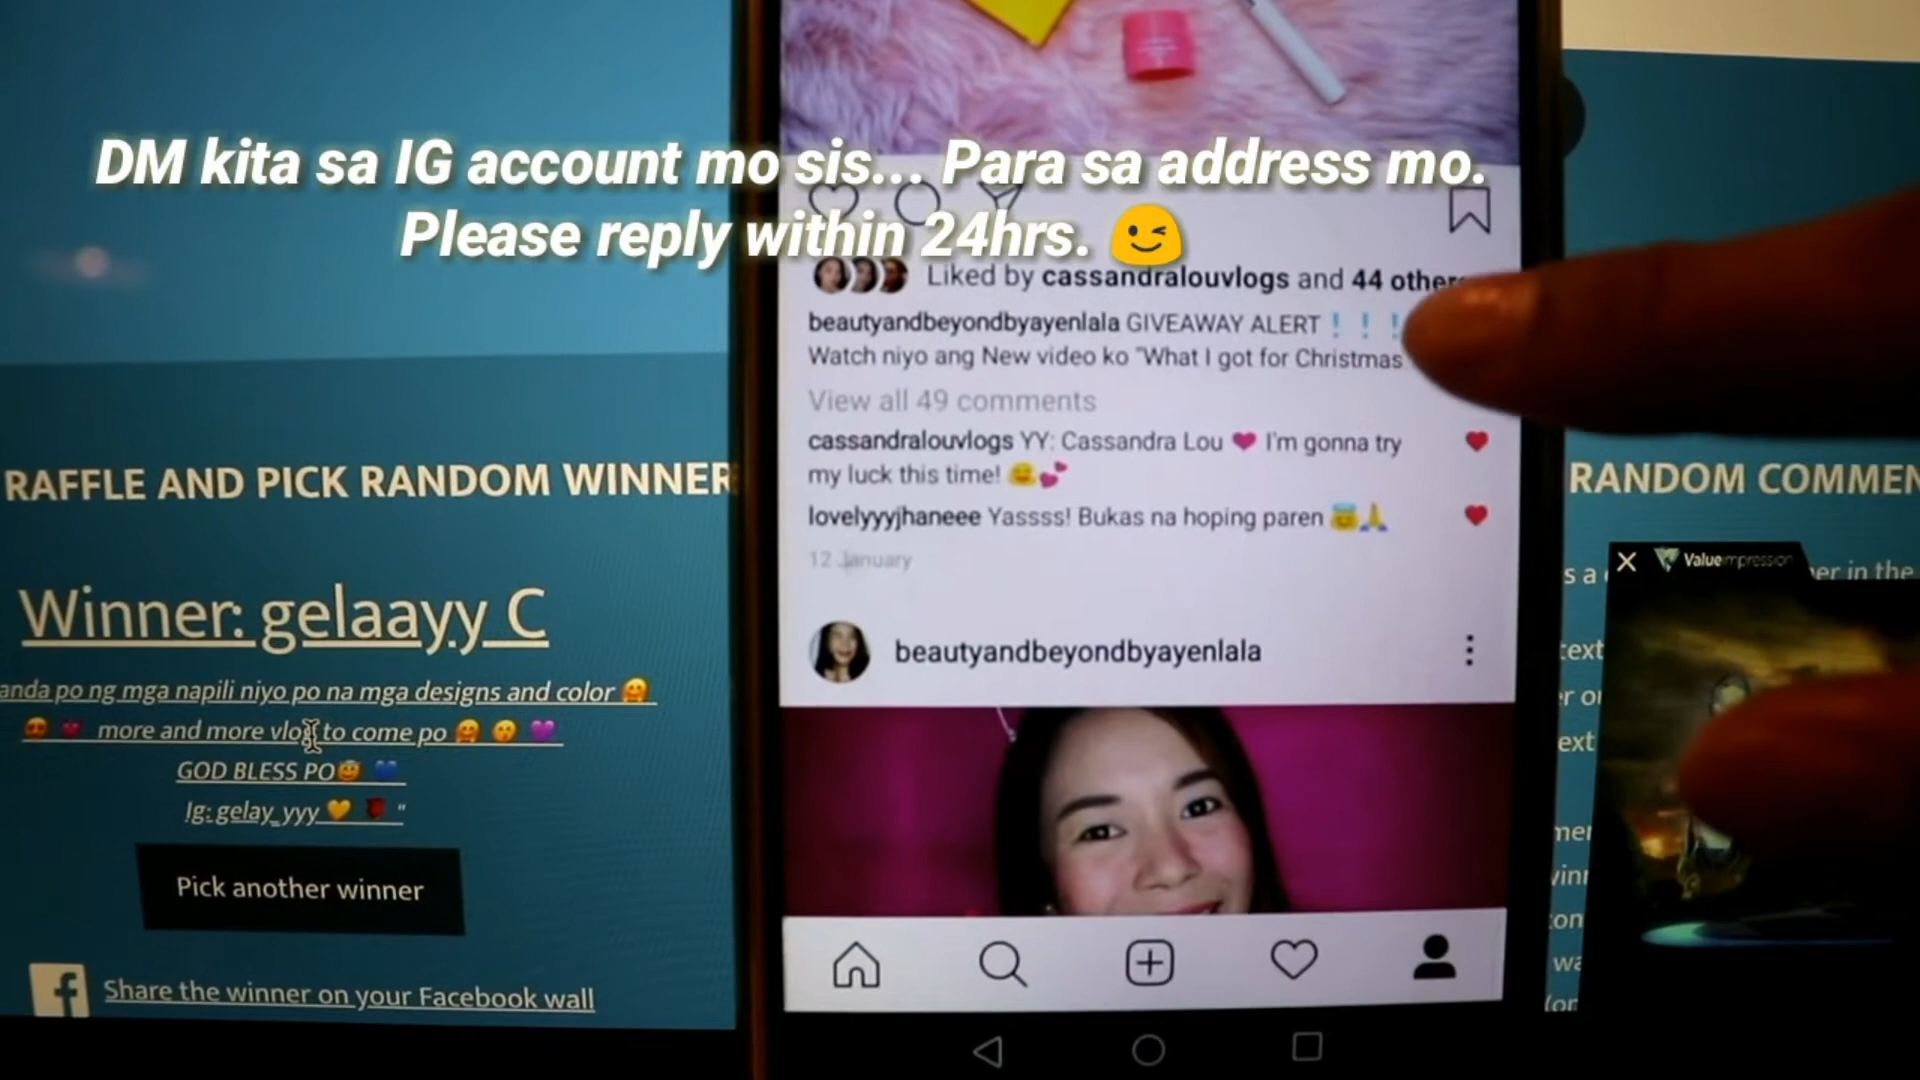 DM kita sa IG account mo sis... Para sa address mo.
Please reply within 24hrs. 😉
Liked by cassandralouvlogs and 44 others
beautyandbeyondbyayenlala GIVEAWAY ALERT❕❕❕
Watch niyo ang New video ko "What I got for Christmas
View all 49 comments
cassandralouvlogs YY: Cassandra Lou ❤ I'm gonna try
my luck this time! 😊💕
lovelyyyjhaneee Yassss! Bukas na hoping paren 😇🙏
12 January
beautyandbeyondbyayenlala
RAFFLE AND PICK RANDOM WINNER
Winner: gelaayy C
anda po ng mga napili niyo po na mga designs and color 🤗
😍 💗 more and more vlog to come po 🤗 😙 💜
GOD BLESS PO😇 💙
Ig: gelay_yyy 💛 🌹 "
Pick another winner
Share the winner on your Facebook wall
RANDOM COMMEN
s a
er in the
Valueimpression
text